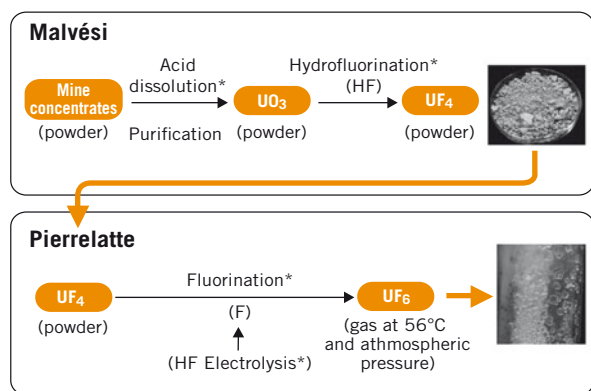 Malvési
Acid
dissolution*
Hydrofluorination*
(HF)
Mine
concentrates
UO₃
UF₄
(powder)
Purification
(powder)
(powder)
Pierrelatte
Fluorination*
UF₄
UF₆
(powder)
(F)
(gas at 56°C
and athmospheric
pressure)
(HF Electrolysis*)